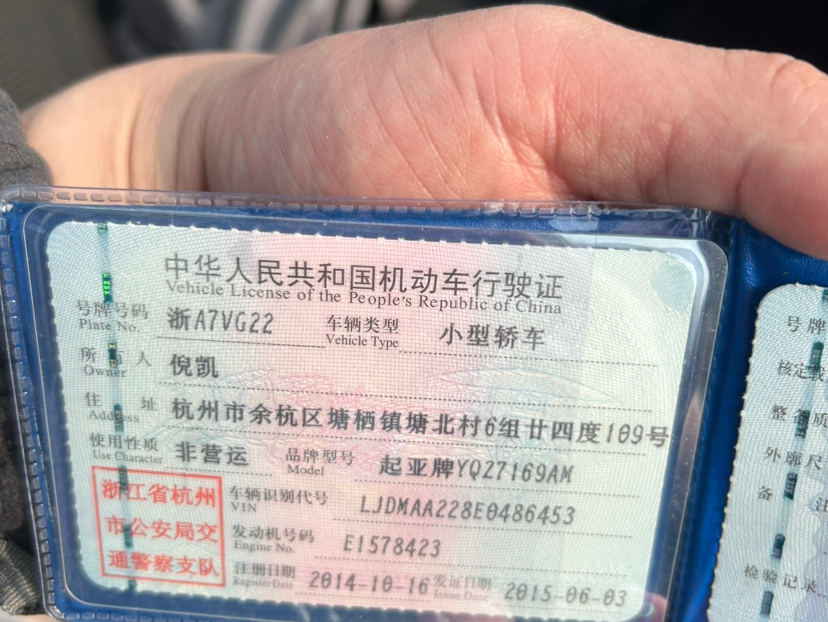 中华人民共和国机动车行驶证
Vehicle License of the People's Republic of China
号牌号码 浙A7VG22 车辆类型 小型轿车
Plate No. Vehicle Type
所有人 倪凯
Owner
住址 杭州市余杭区塘栖镇塘北村6组廿四度109号
Address
使用性质 非营运 品牌型号 起亚牌YQZ7169AM
Use Character Model
浙江省杭州
市公安局交
通警察支队
车辆识别代号 LJDMAA228E0486453
VIN
发动机号码 E1578423
Engine No.
注册日期 2014-10-16 发证日期 2015-06-03
Register Date Issue Date
号牌
核定载
整备质
外廓尺
备注
检验记录